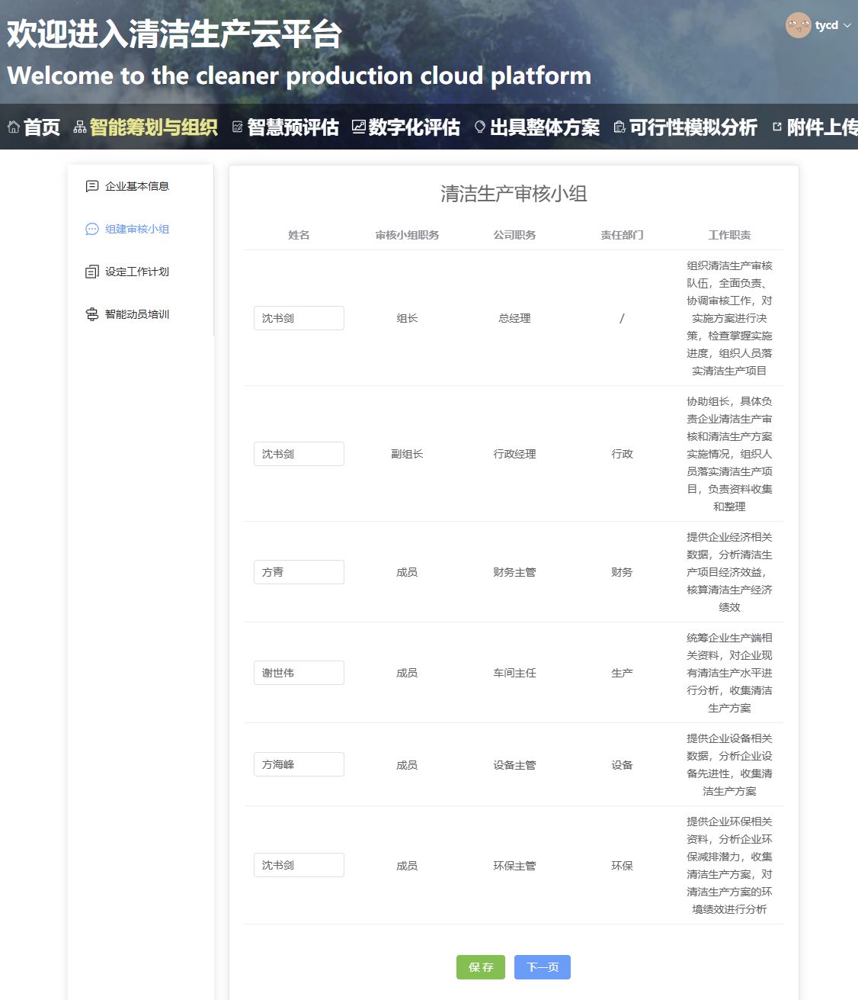 欢迎进入清洁生产云平台
tycd
Welcome to the cleaner production cloud platform
首页 智能筹划与组织 智慧预评估 数字化评估 出具整体方案 可行性模拟分析 附件上传
企业基本信息
组建审核小组
设定工作计划
智能动员培训
清洁生产审核小组
姓名 审核小组职务 公司职务 责任部门 工作职责
沈书剑 组长 总经理 /
组织清洁生产审核
队伍，全面负责、
协调审核工作，对
实施方案进行决
策，检查掌握实施
进度，组织人员落
实清洁生产项目
沈书剑 副组长 行政经理 行政
协助组长，具体负
责企业清洁生产审
核和清洁生产方案
实施情况，组织人
员落实清洁生产项
目，负责资料收集
和整理
方青 成员 财务主管 财务
提供企业经济相关
数据，分析清洁生
产项目经济效益，
核算清洁生产经济
绩效
谢世伟 成员 车间主任 生产
统筹企业生产端相
关资料，对企业现
有清洁生产水平进
行分析，收集清洁
生产方案
方海峰 成员 设备主管 设备
提供企业设备相关
数据，分析企业设
备先进性，收集清
洁生产方案
沈书剑 成员 环保主管 环保
提供企业环保相关
资料，分析企业环
保减排潜力，收集
清洁生产方案，对
清洁生产方案的环
境绩效进行分析
保存 下一页